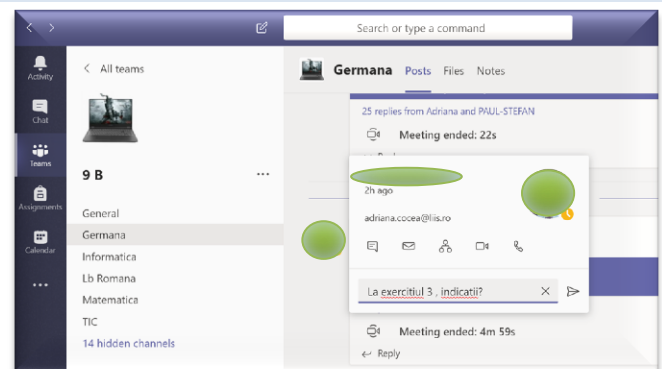 Search or type a command
Activity
Chat
Teams
Assignments
Calendar
All teams
9 B
General
Germana
Informatica
Lb Romana
Matematica
TIC
14 hidden channels
Germana Posts Files Notes
25 replies from Adriana and PAUL-STEFAN
Meeting ended: 22s
2h ago
adriana.cocea@liis.ro
La exercitiul 3 , indicatii?
Meeting ended: 4m 59s
Reply